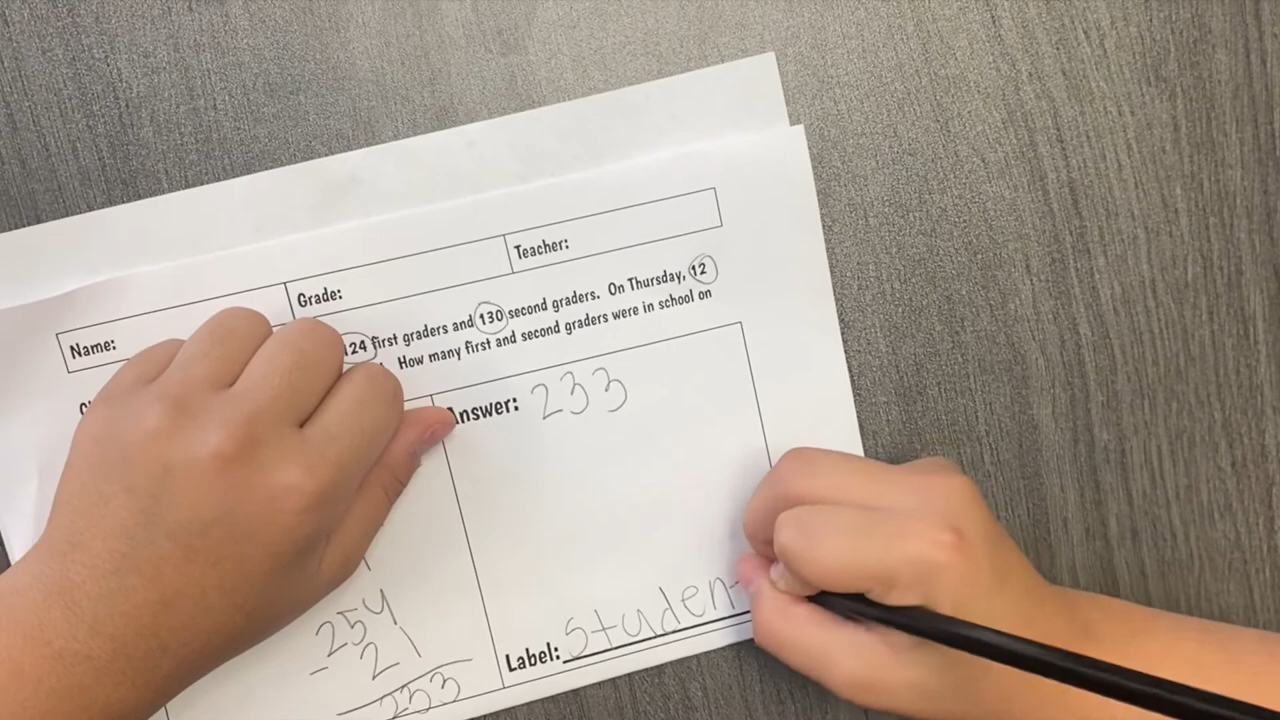 Name:
Grade:
Teacher:
124 first graders and 130 second graders. On Thursday, 12
How many first and second graders were in school on
Answer: 233
254
- 21
233
Label: Studen